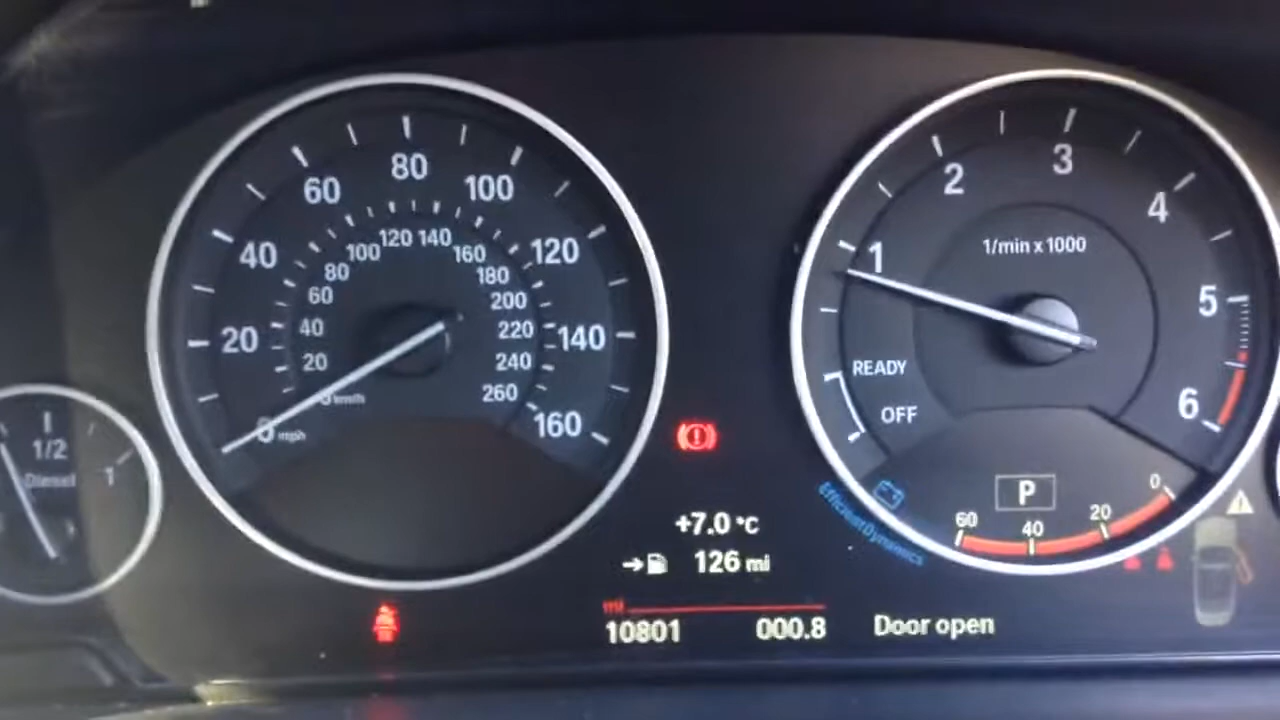 1/2
Diesel
1
20
40
60
80
100
120
140
160
0 mph
20
40
60
80
100
120
140
160
180
200
220
240
260
0 km/h
+7.0 °C
126 mi
mi
10801 000.8
1
2
3
4
5
6
1/min x 1000
READY
OFF
P
60
40
20
0
EfficientDynamics
Door open